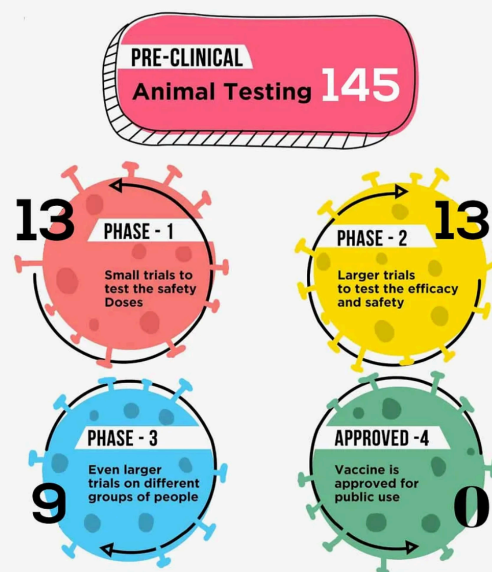 PRE-CLINICAL
Animal Testing 145
13
PHASE - 1
Small trials to
test the safety
Doses
13
PHASE - 2
Larger trials
to test the efficacy
and safety
PHASE - 3
Even larger
trials on different
groups of people
9
APPROVED -4
Vaccine is
approved for
public use
0